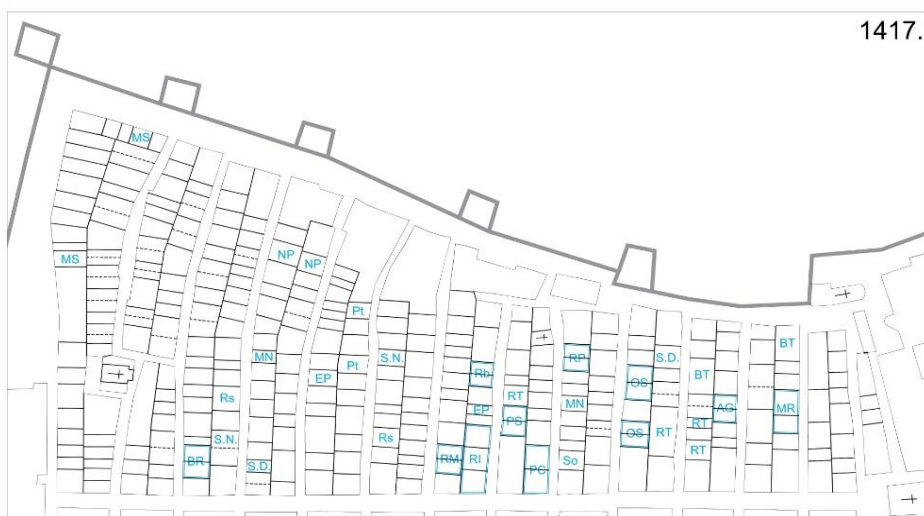 1417.
MS
MS
NP
NP
Pt
MN
Pt
S.N.
EP
Rs
Rs
S.N.
BR
S.D.
Rb
RP
S.D.
OS
BT
BT
RT
EP
PS
MN
AG
MR
OS
RT
RT
RT
RM
RI
PG
So